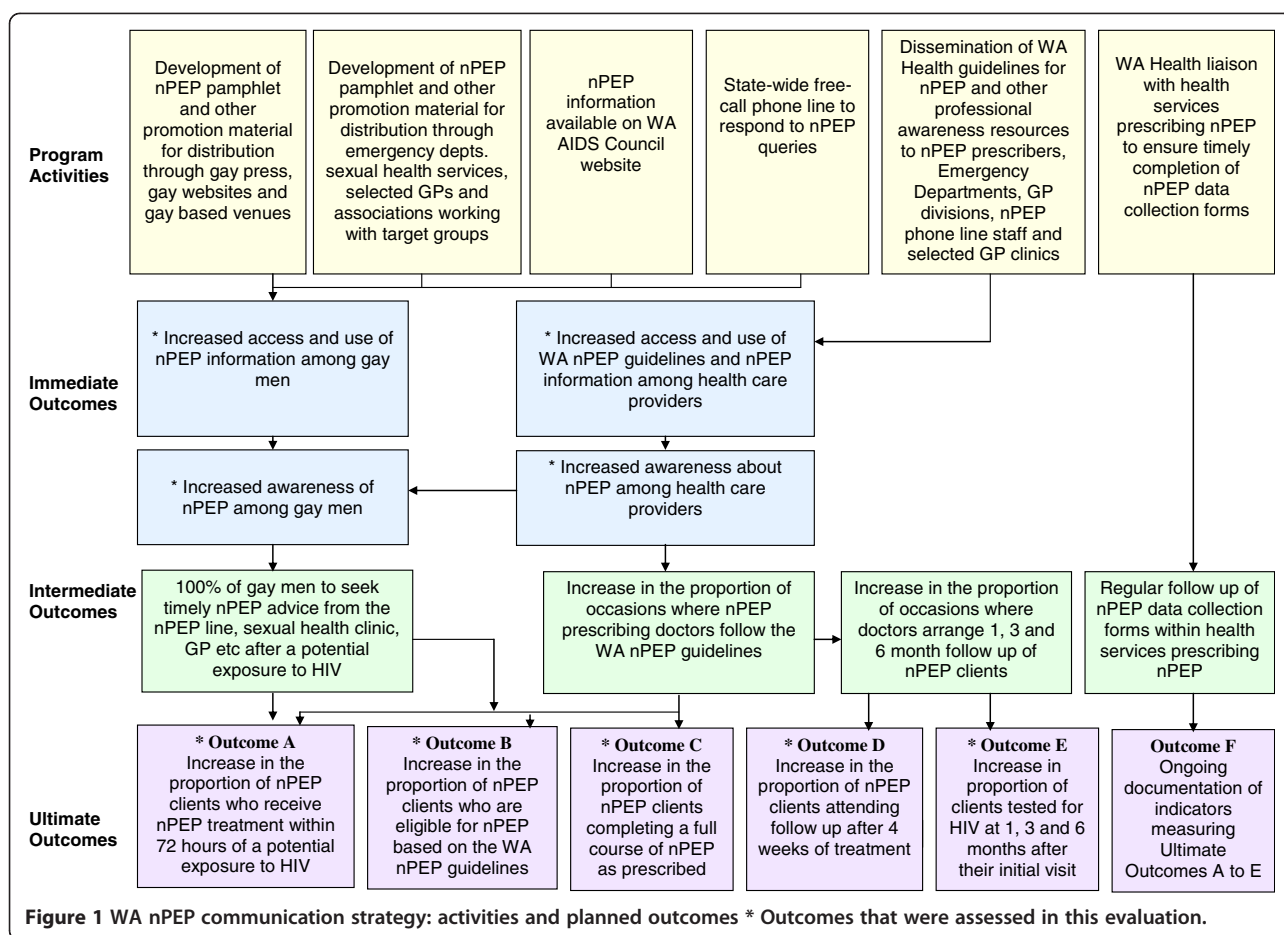 Program
Activities
Development of
nPEP pamphlet
and other
promotion material
for distribution
through gay press,
gay websites and
gay based venues
Development of nPEP
pamphlet and other
promotion material for
distribution through
emergency depts.
sexual health services,
selected GPs and
associations working
with target groups
nPEP
information
available on WA
AIDS Council
website
State-wide free-
call phone line to
respond to nPEP
queries
Dissemination of WA
Health guidelines for
nPEP and other
professional
awareness resources
to nPEP prescribers,
Emergency
Departments, GP
divisions, nPEP
phone line staff and
selected GP clinics
WA Health liaison
with health
services
prescribing nPEP
to ensure timely
completion of
nPEP data
collection forms
Immediate
Outcomes
* Increased access and use of
nPEP information among gay
men
* Increased access and use of
WA nPEP guidelines and nPEP
information among health care
providers
* Increased awareness of
nPEP among gay men
* Increased awareness about
nPEP among health care
providers
Intermediate
Outcomes
100% of gay men to seek
timely nPEP advice from the
nPEP line, sexual health clinic,
GP etc after a potential
exposure to HIV
Increase in the proportion of
occasions where nPEP
prescribing doctors follow the
WA nPEP guidelines
Increase in the proportion
of occasions where
doctors arrange 1, 3 and
6 month follow up of
nPEP clients
Regular follow up of
nPEP data collection
forms within health
services prescribing
nPEP
Ultimate
Outcomes
* Outcome A
Increase in the
proportion of nPEP
clients who receive
nPEP treatment within
72 hours of a potential
exposure to HIV
* Outcome B
Increase in the
proportion of nPEP
clients who are
eligible for nPEP
based on the WA
nPEP guidelines
* Outcome C
Increase in the
proportion of
nPEP clients
completing a full
course of nPEP
as prescribed
* Outcome D
Increase in the
proportion of nPEP
clients attending
follow up after 4
weeks of treatment
* Outcome E
Increase in
proportion of
clients tested for
HIV at 1, 3 and 6
months after
their initial visit
Outcome F
Ongoing
documentation of
indicators
measuring
Ultimate
Outcomes A to E
Figure 1 WA nPEP communication strategy: activities and planned outcomes * Outcomes that were assessed in this evaluation.